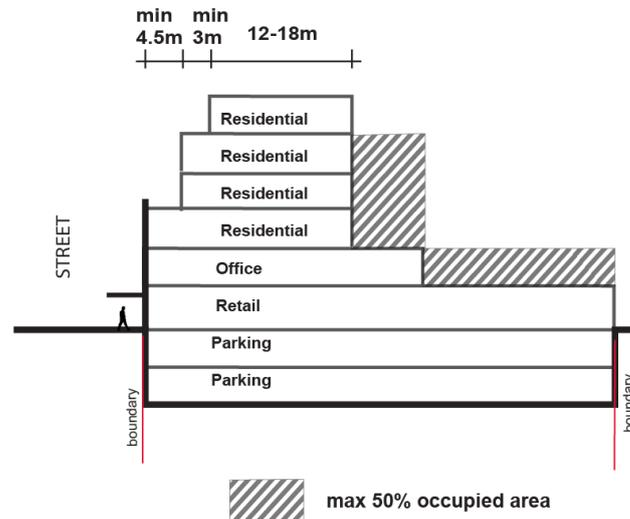 min min
4.5m 3m 12-18m
Residential
Residential
Residential
Residential
STREET
Office
Retail
Parking
Parking
boundary
boundary
max 50% occupied area